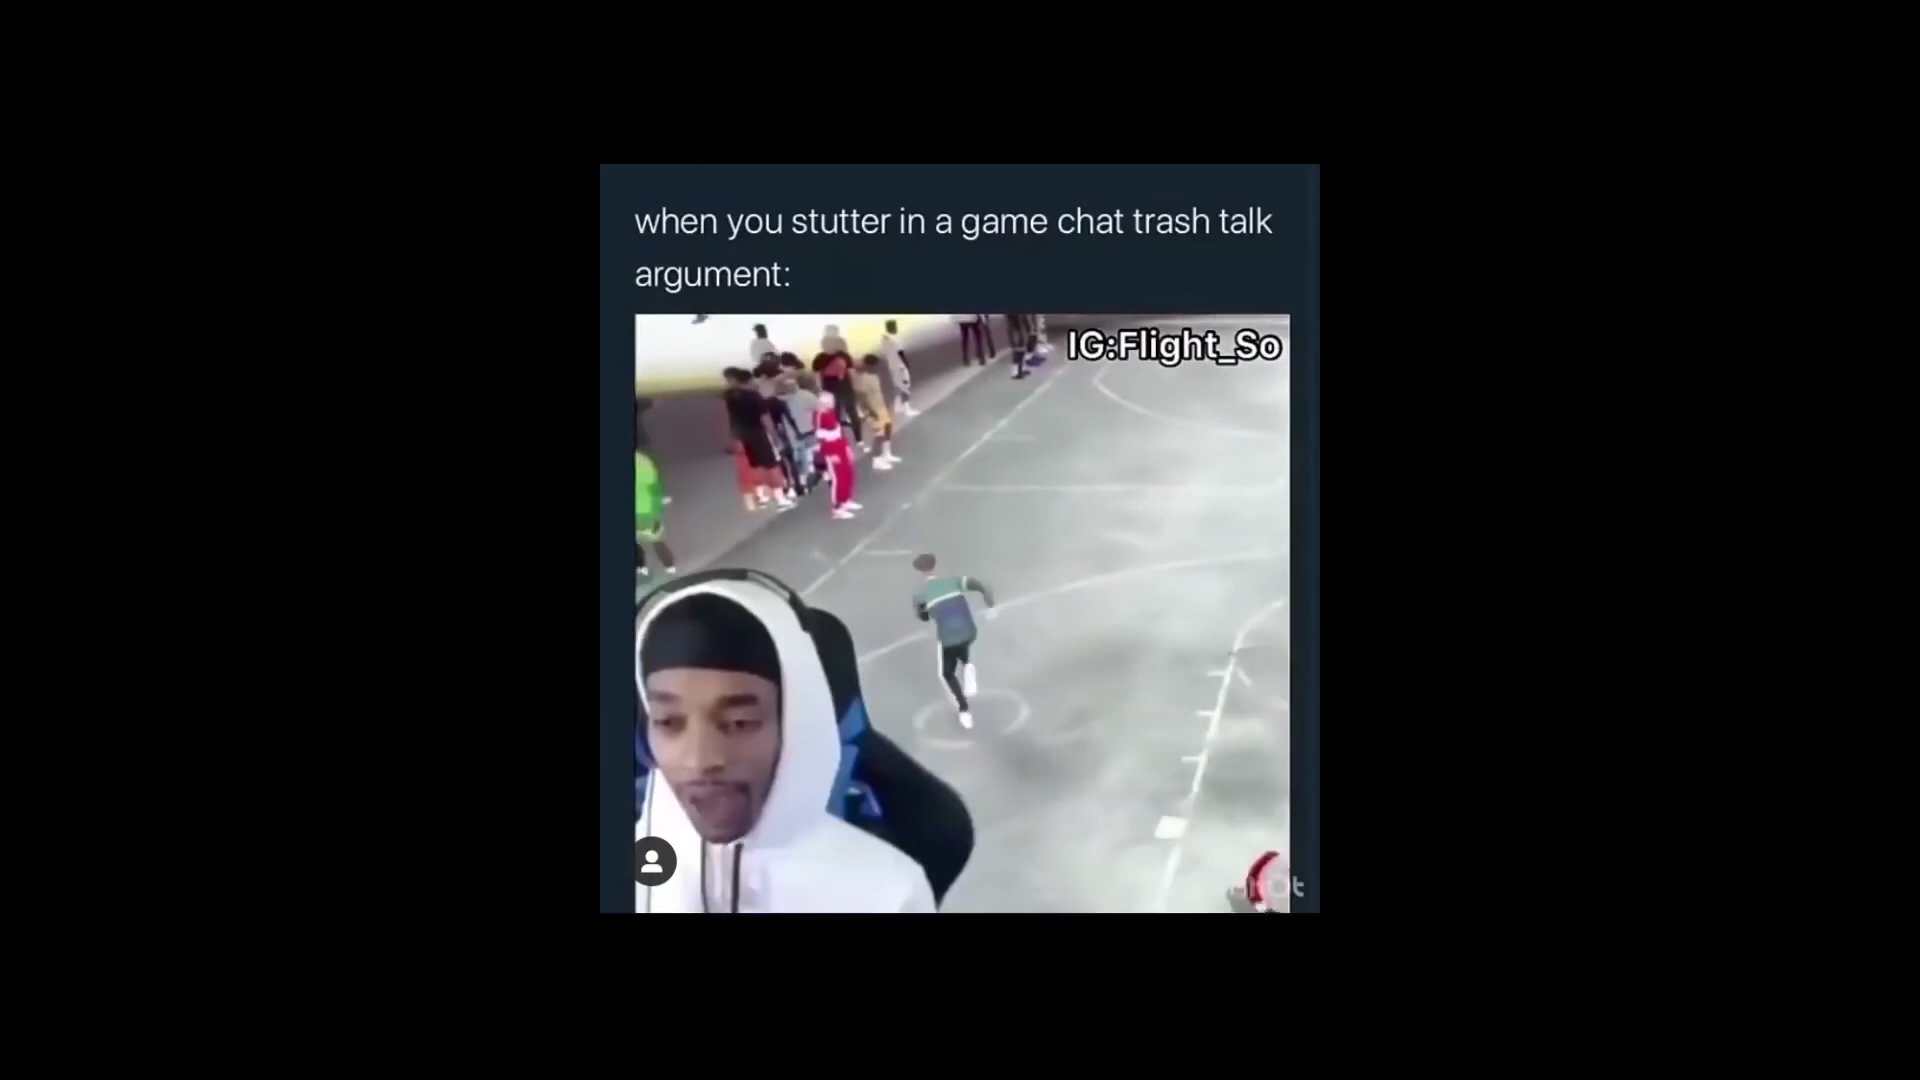 when you stutter in a game chat trash talk
argument:
IG:Flight_So